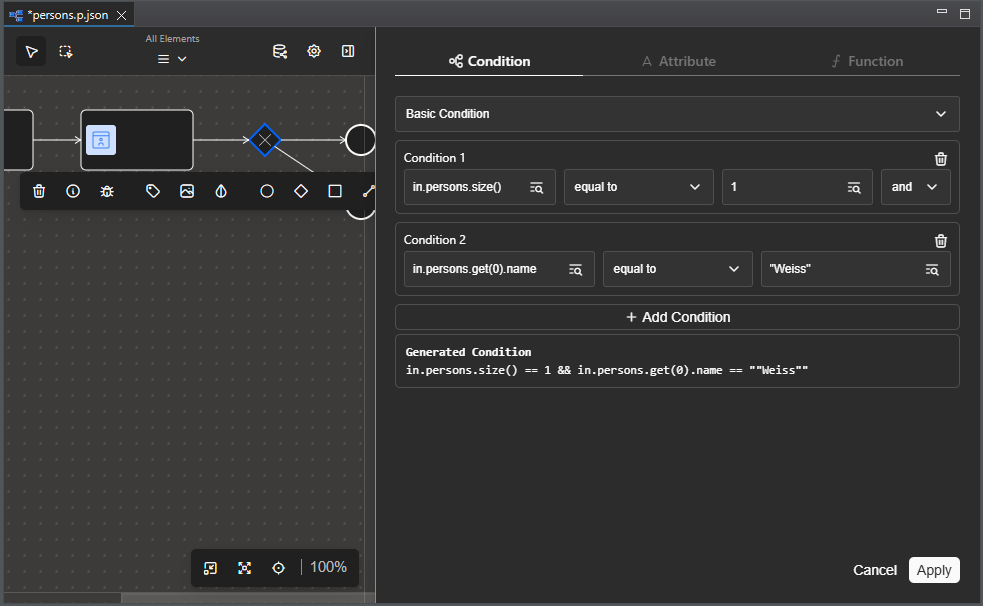 *persons.p.json
All Elements
Condition
Attribute
Function
Basic Condition
Condition 1
in.persons.size()
equal to
1
and
Condition 2
in.persons.get(0).name
equal to
"Weiss"
+ Add Condition
Generated Condition
in.persons.size() == 1 && in.persons.get(0).name == ""Weiss""
100%
Cancel
Apply